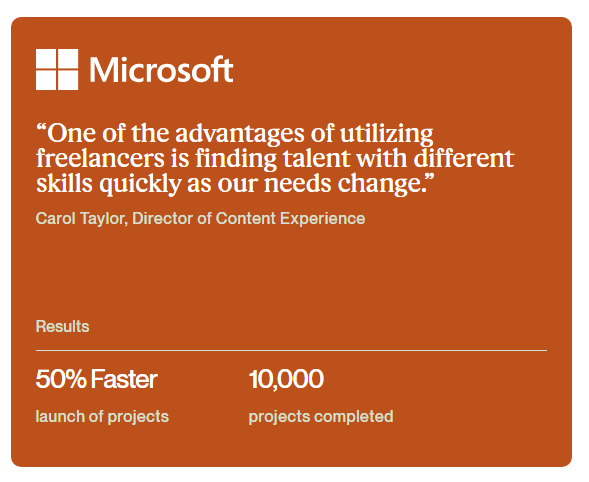 Microsoft
“One of the advantages of utilizing
freelancers is finding talent with different
skills quickly as our needs change.”
Carol Taylor, Director of Content Experience
Results
50% Faster
launch of projects
10,000
projects completed